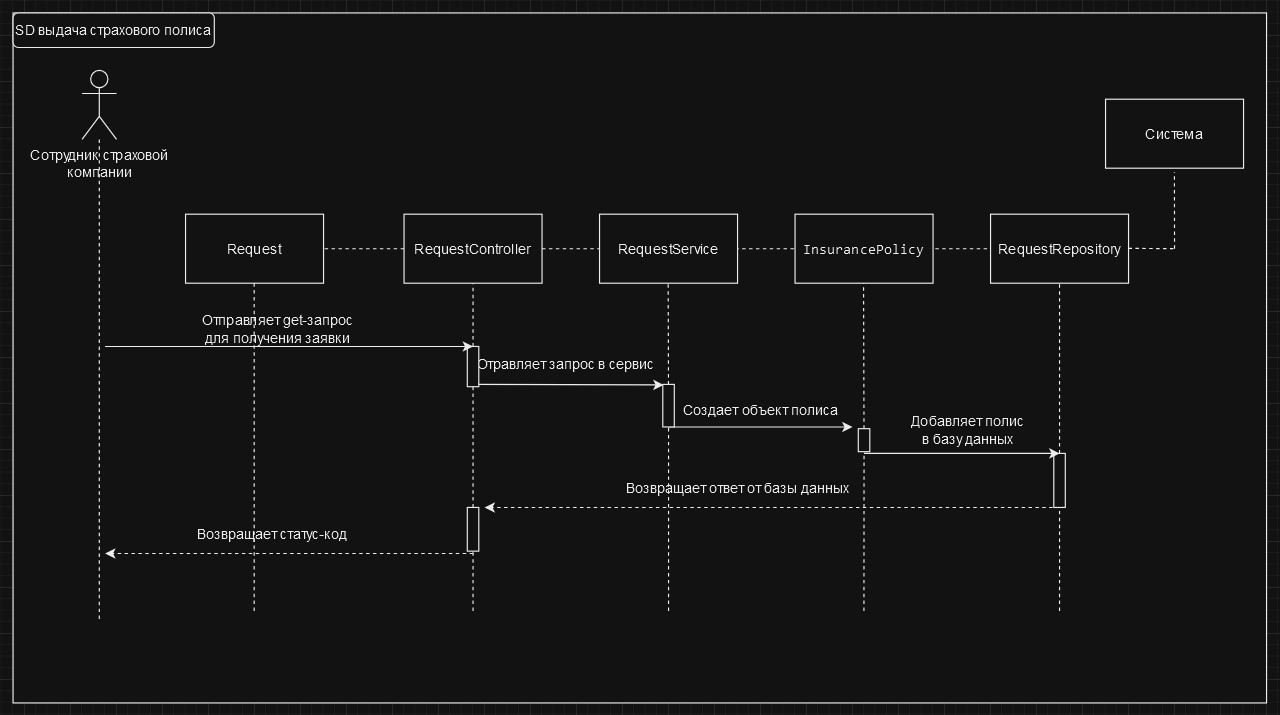 SD выдача страхового полиса
Сотрудник страховой
компании
Система
Request
RequestController
RequestService
InsurancePolicy
RequestRepository
Отправляет get-запрос
для получения заявки
Отравляет запрос в сервис
Создает объект полиса
Добавляет полис
в базу данных
Возвращает ответ от базы данных
Возвращает статус-код